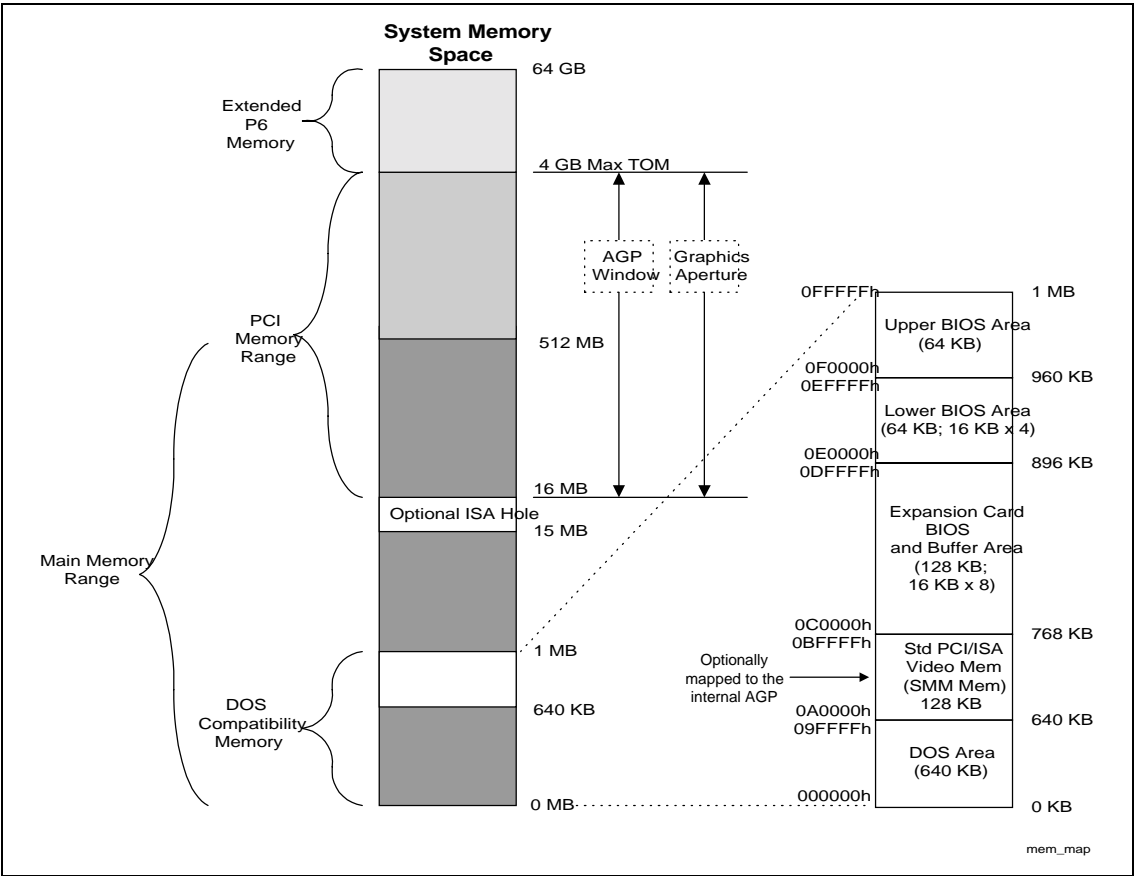 System Memory
Space
64 GB
Extended
P6
Memory
4 GB Max TOM
AGP
Window
Graphics
Aperture
PCI
Memory
Range
512 MB
16 MB
Optional ISA Hole
15 MB
Main Memory
Range
1 MB
640 KB
DOS
Compatibility
Memory
0 MB
0FFFFFh
1 MB
Upper BIOS Area
(64 KB)
0F0000h
0EFFFFh
960 KB
Lower BIOS Area
(64 KB; 16 KB x 4)
0E0000h
0DFFFFh
896 KB
Expansion Card
BIOS
and Buffer Area
(128 KB;
16 KB x 8)
0C0000h
0BFFFFh
768 KB
Std PCI/ISA
Video Mem
(SMM Mem)
128 KB
Optionally
mapped to the
internal AGP
0A0000h
09FFFFh
640 KB
DOS Area
(640 KB)
000000h
0 KB
mem_map